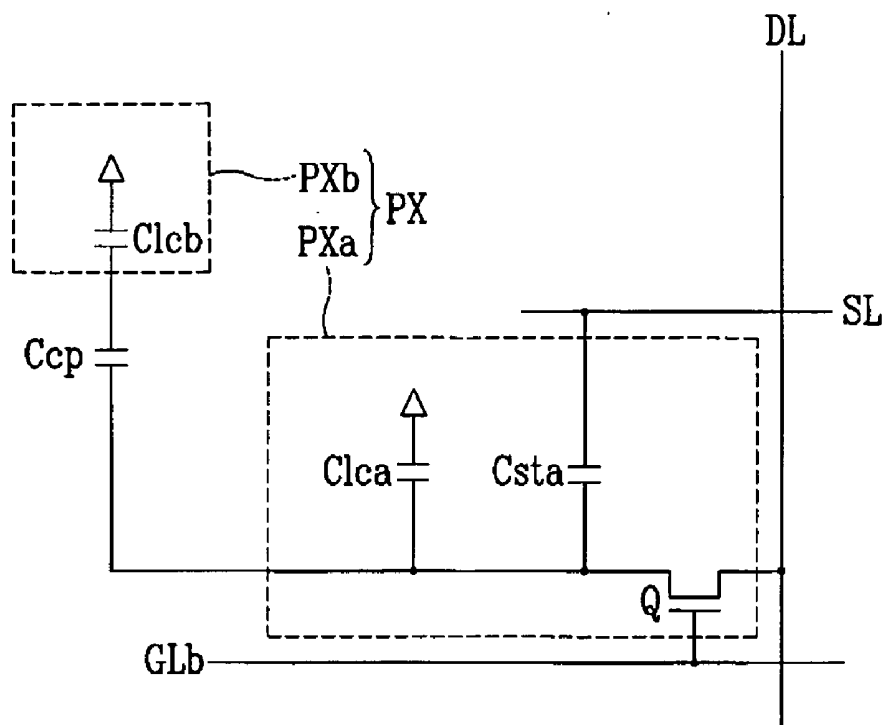 DL
PXb
PX
PXa
Clcb
SL
Ccp
Clca
Csta
Q
GLb